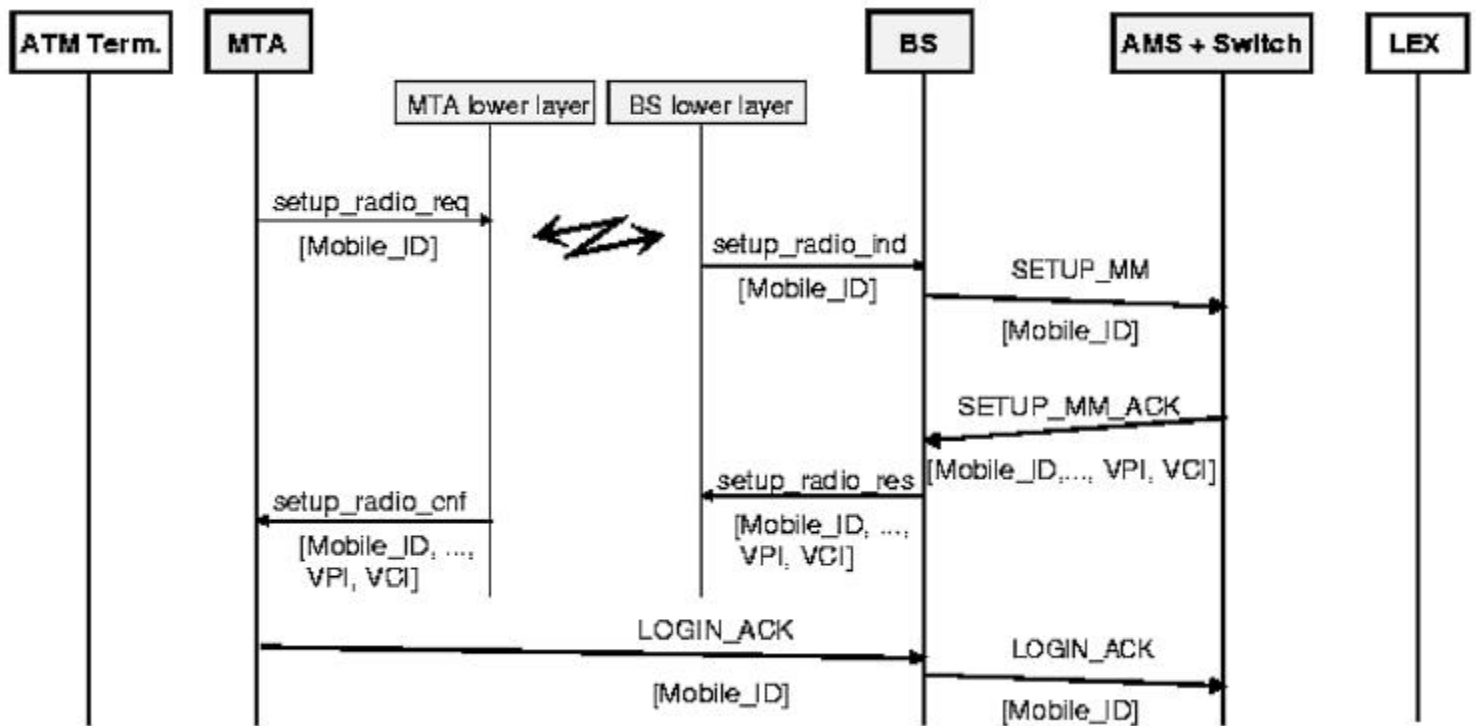 ATM Term.
MTA
BS
AMS + Switch
LEX
MTA lower layer
BS lower layer
setup_radio_req
[Mobile_ID]
setup_radio_ind
[Mobile_ID]
SETUP_MM
[Mobile_ID]
SETUP_MM_ACK
[Mobile_ID,..., VPI, VCI]
setup_radio_res
[Mobile_ID, ...,
VPI, VCI]
setup_radio_cnf
[Mobile_ID, ...,
VPI, VCI]
LOGIN_ACK
[Mobile_ID]
LOGIN_ACK
[Mobile_ID]